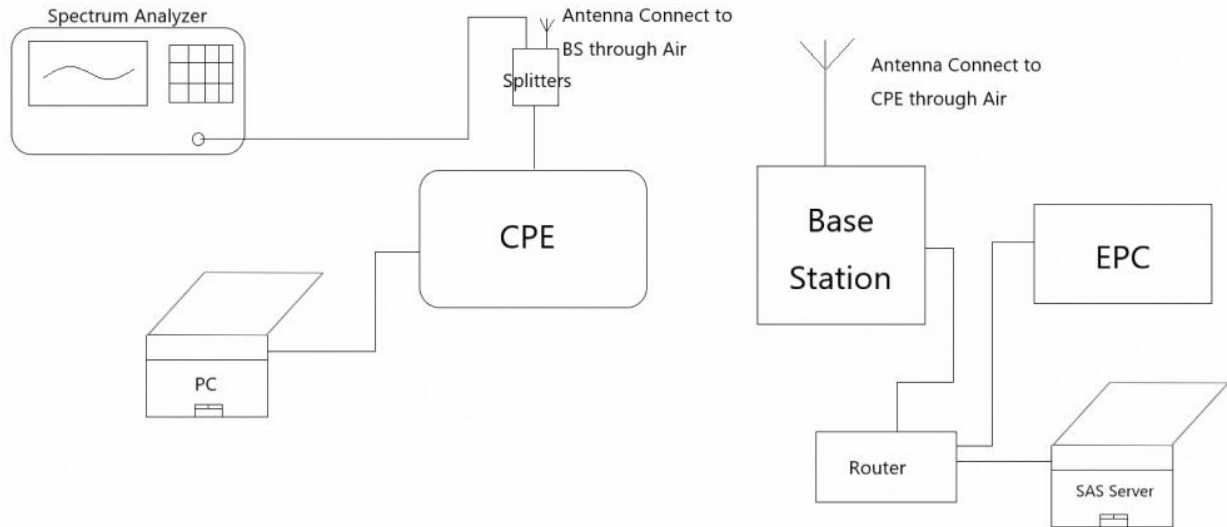 Spectrum Analyzer
Antenna Connect to
BS through Air
Splitters
Antenna Connect to
CPE through Air
CPE
Base
Station
EPC
PC
Router
SAS Server